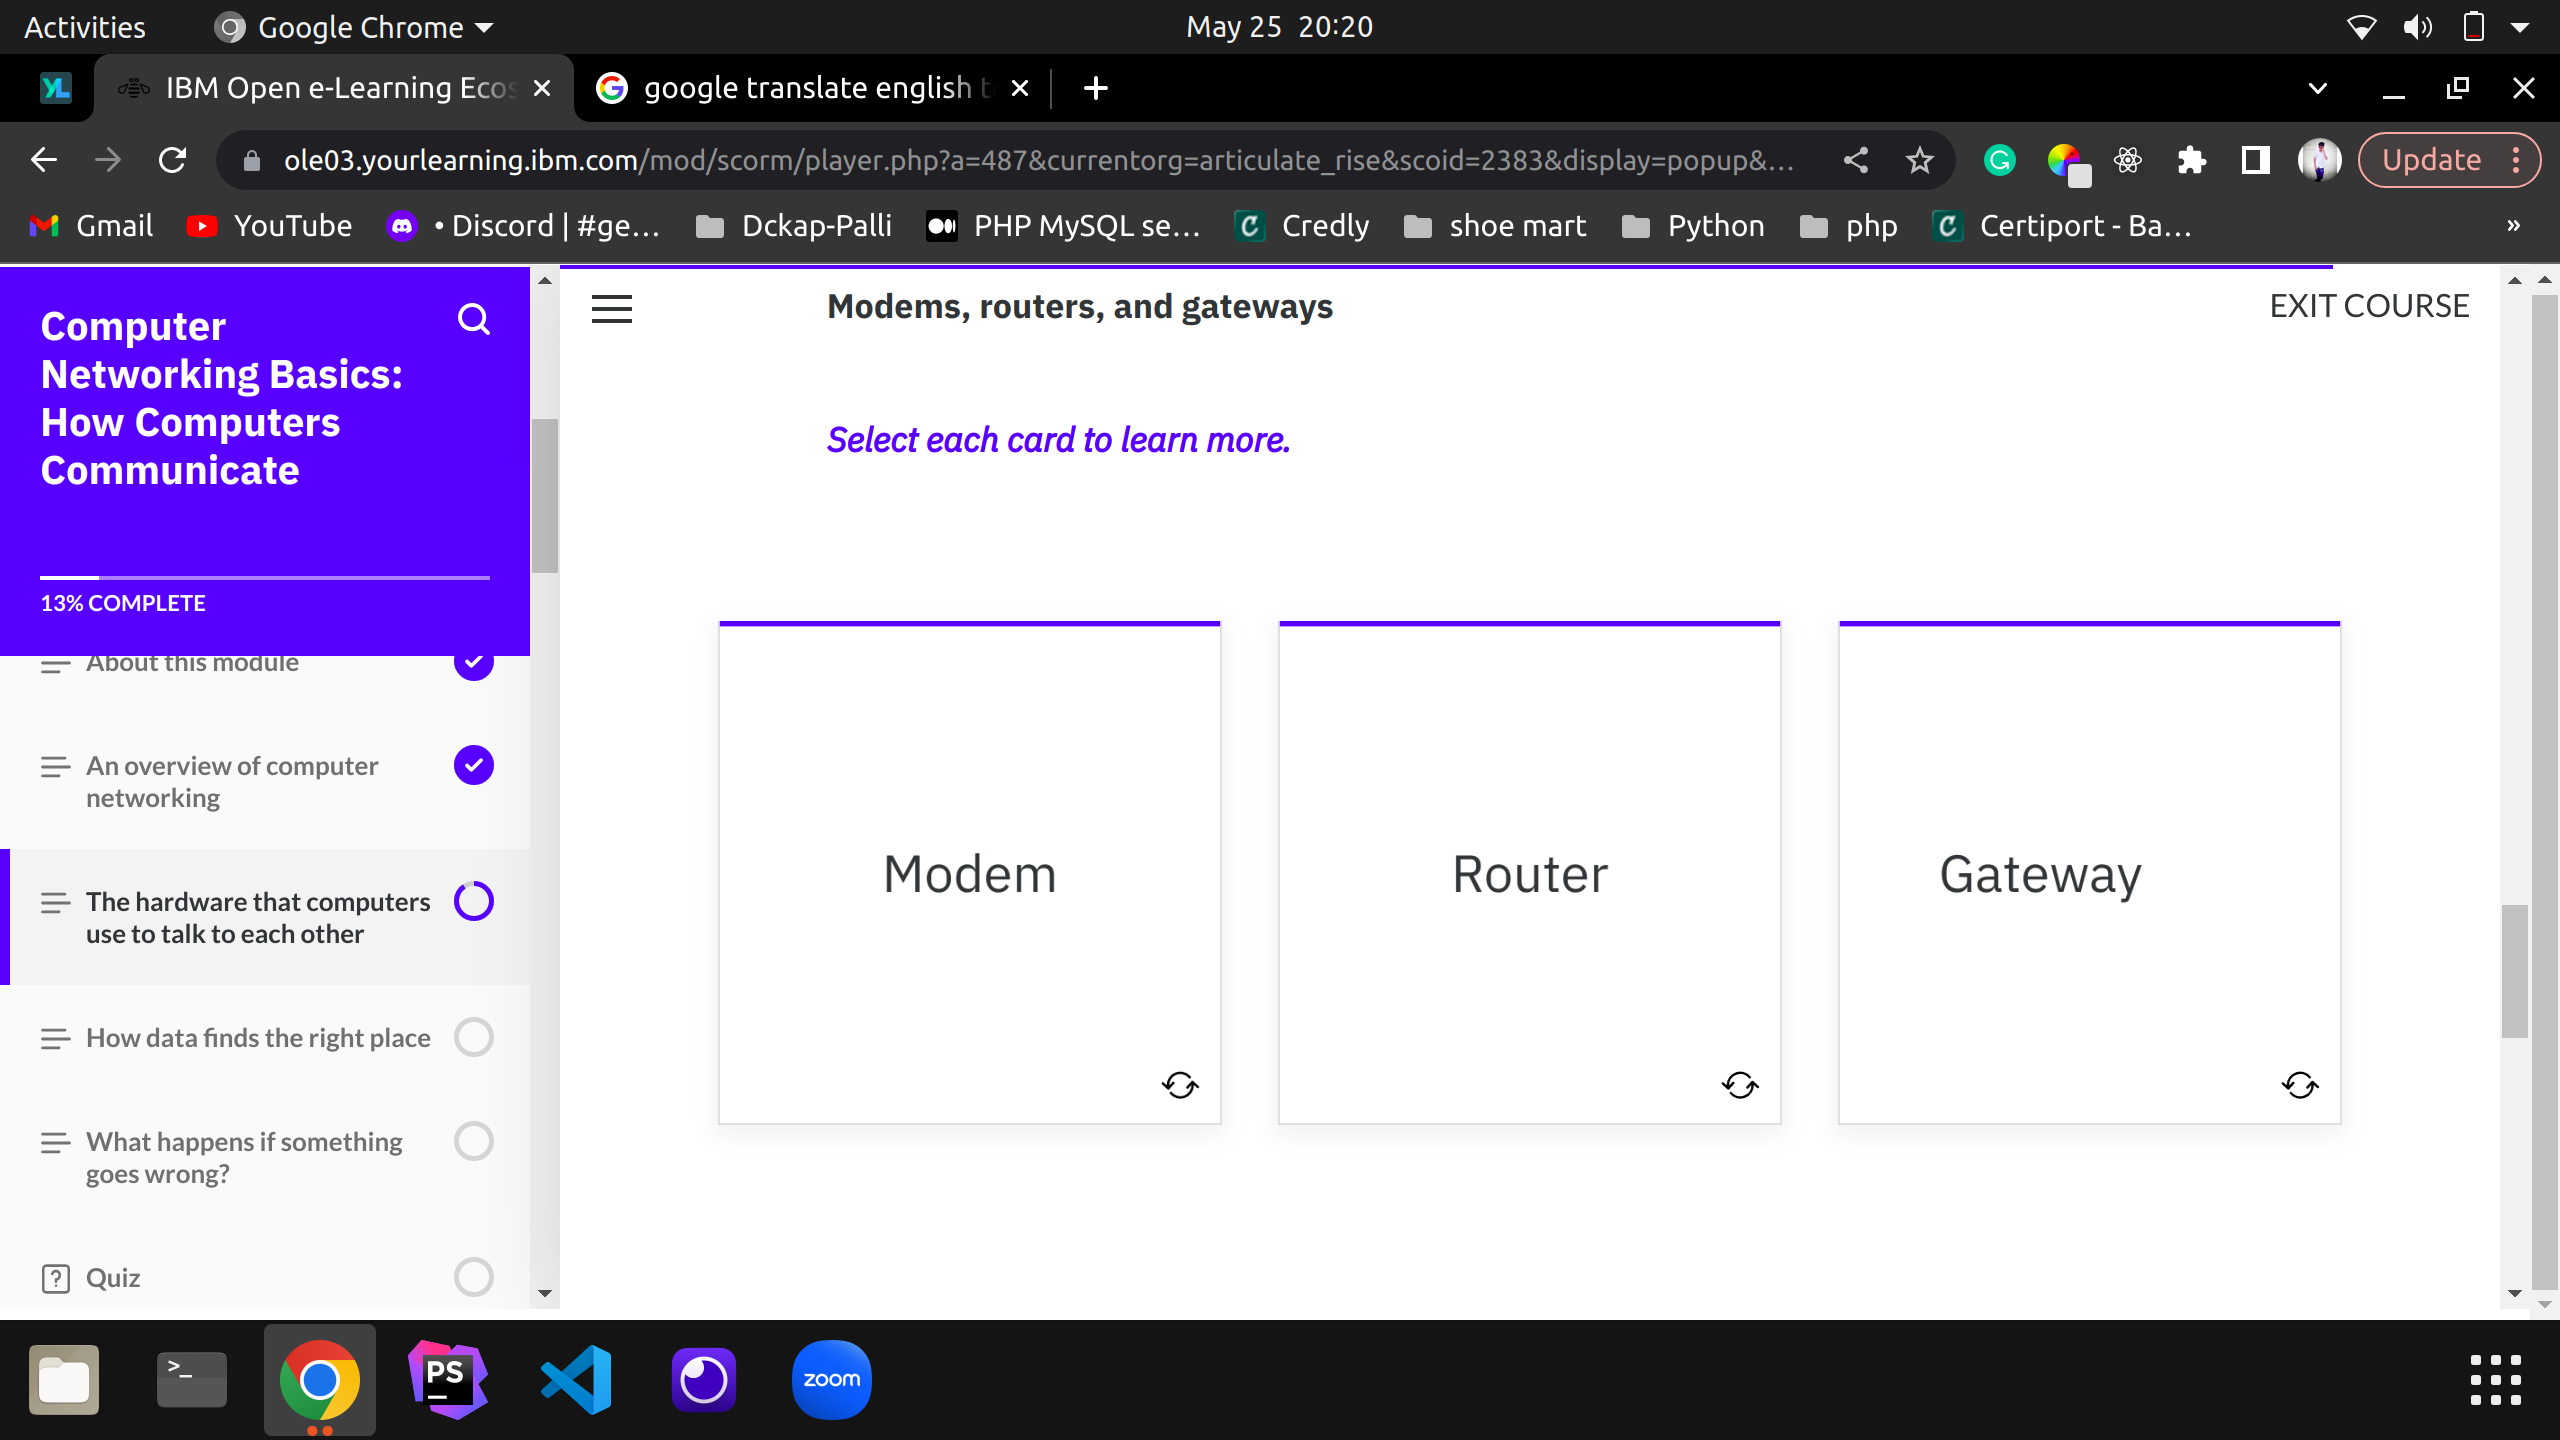 Activities
Google Chrome
May 25 20:20
YL
IBM Open e-Learning Ecos
google translate english t
ole03.yourlearning.ibm.com/mod/scorm/player.php?a=487&currentorg=articulate_rise&scoid=2383&display=popup&...
Update
Gmail
YouTube
• Discord | #ge...
Dckap-Palli
PHP MySQL se...
Credly
shoe mart
Python
php
Certiport - Ba...
»
Computer
Networking Basics:
How Computers
Communicate
13% COMPLETE
About this module
An overview of computer
networking
The hardware that computers
use to talk to each other
How data finds the right place
What happens if something
goes wrong?
Quiz
Modems, routers, and gateways
EXIT COURSE
Select each card to learn more.
Modem
Router
Gateway
PS
zoom